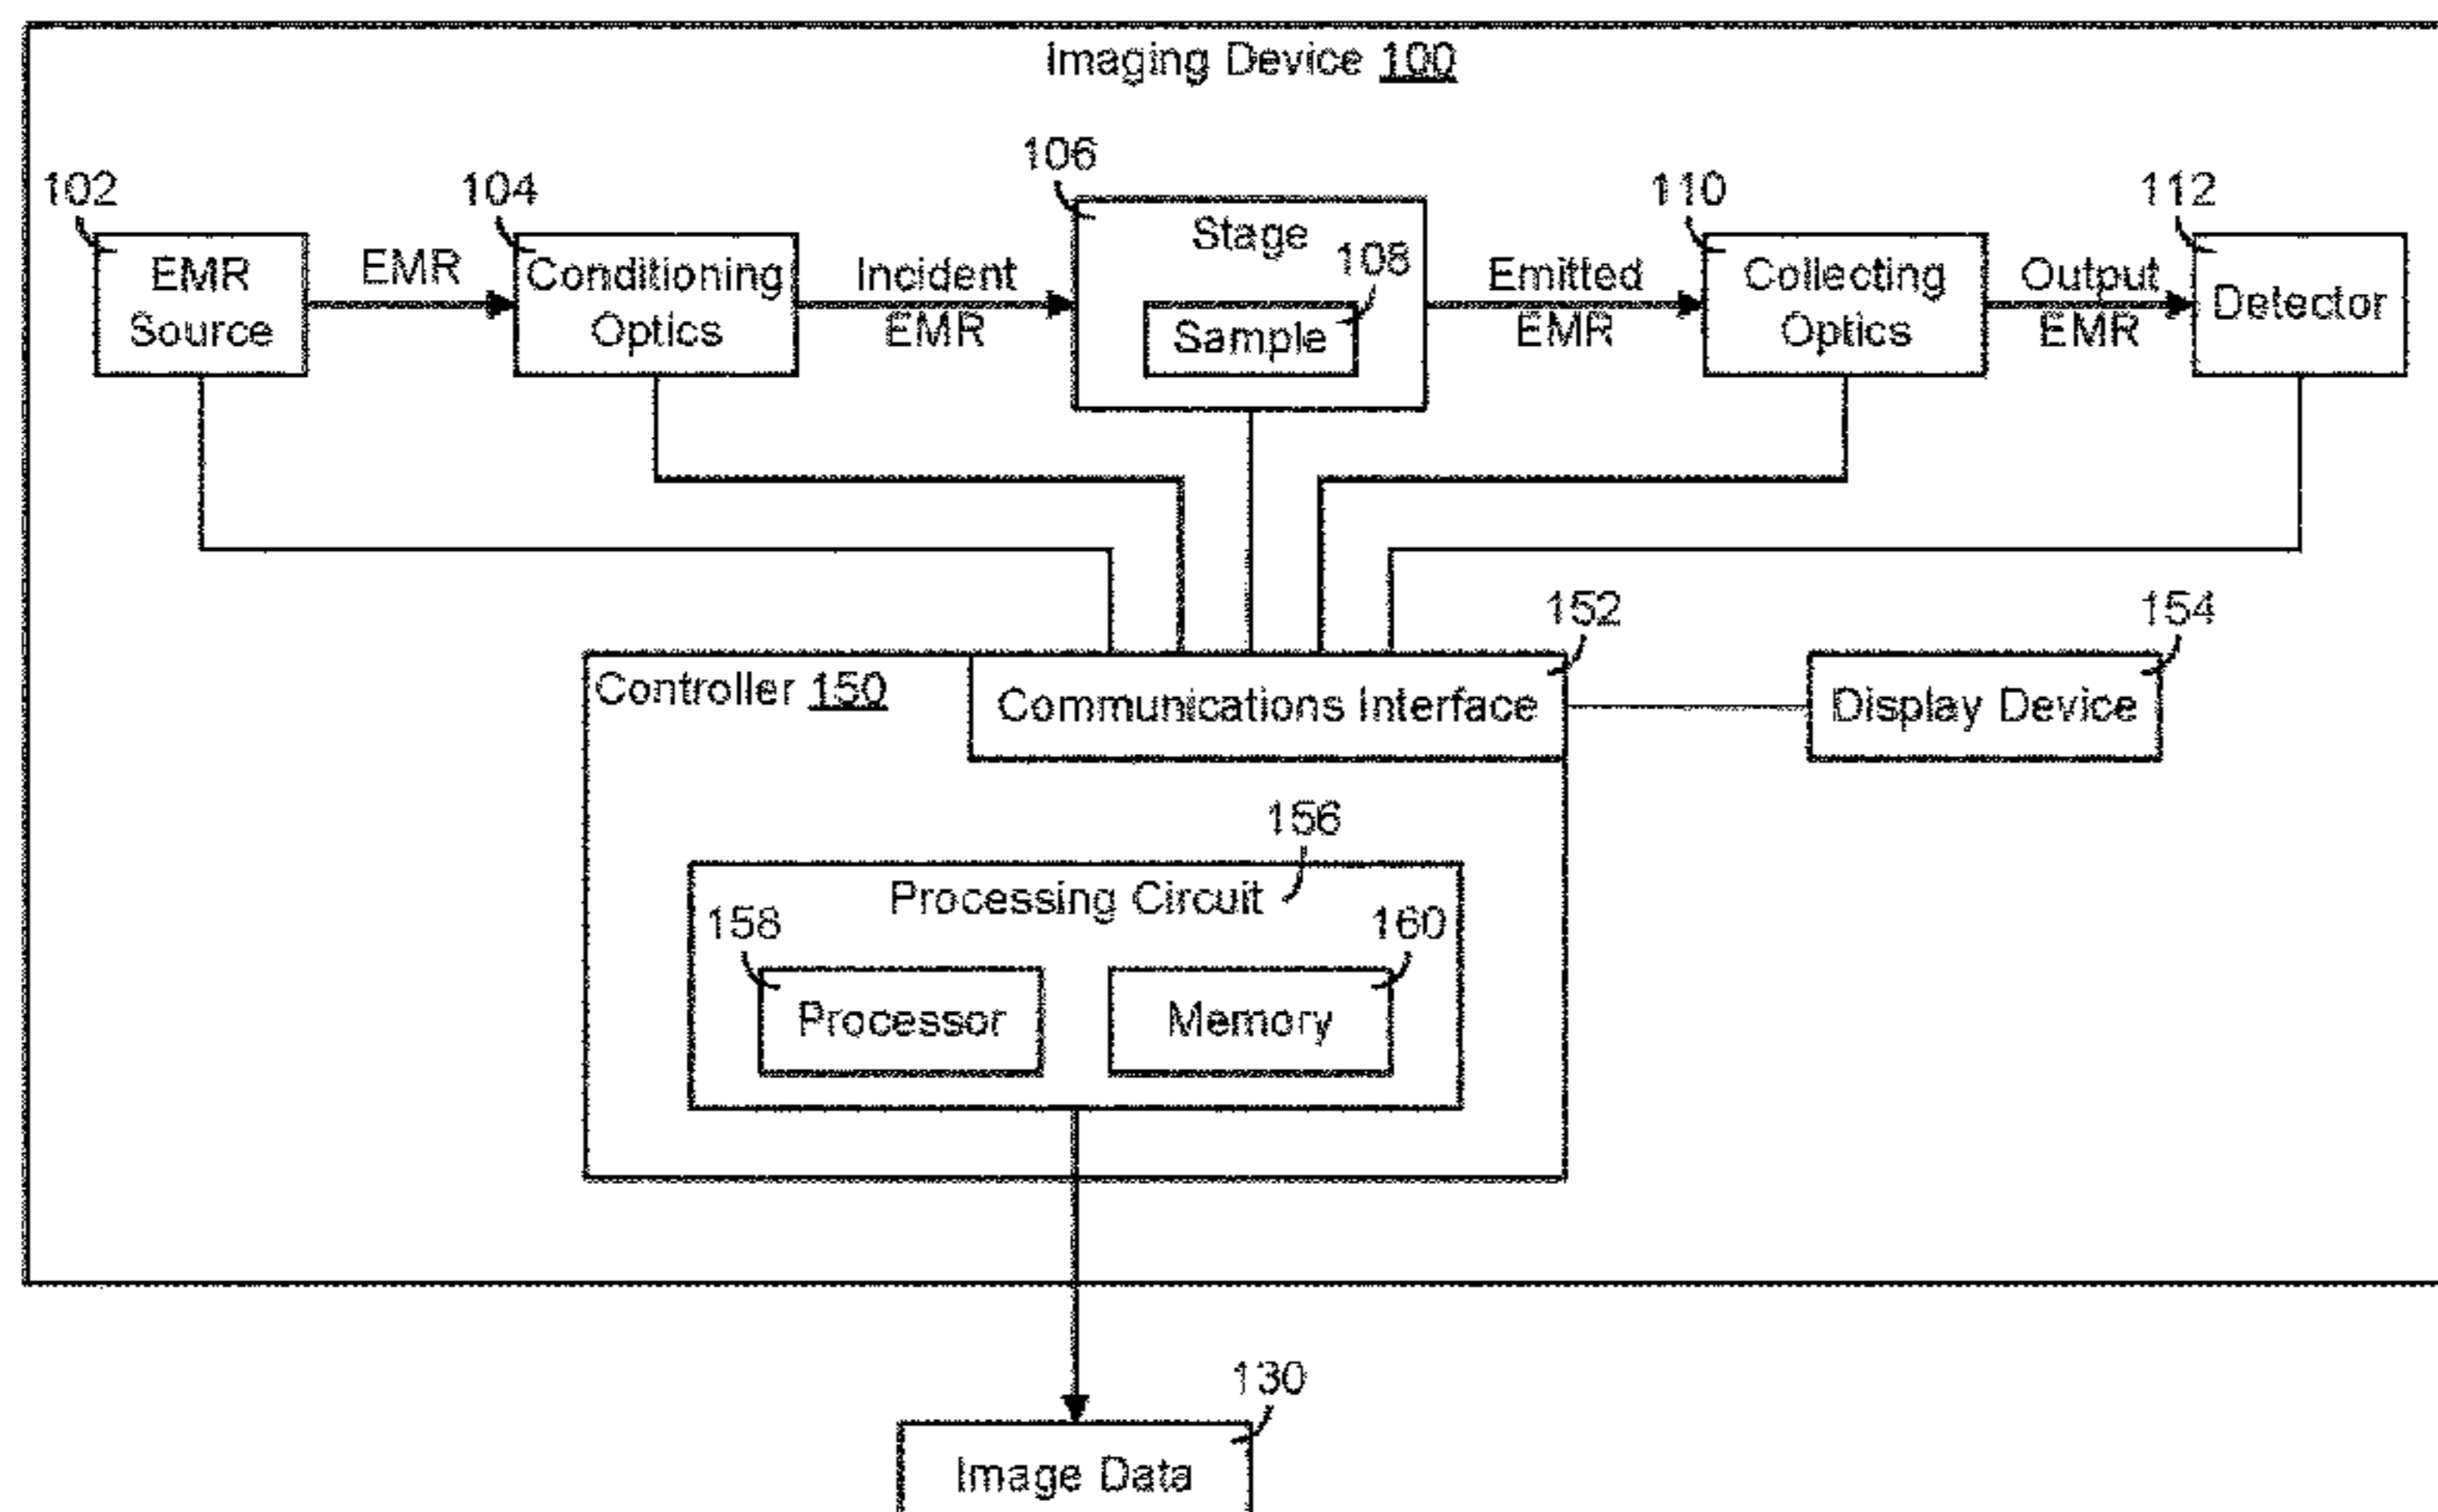 Imaging Device 100
102
104
106
110
112
EMR
Source
EMR
Conditioning
Optics
Incident
EMR
Stage
108
Sample
Emitted
EMR
Collecting
Optics
Output
EMR
Detector
152
154
Controller 150
Communications Interface
Display Device
156
Processing Circuit
158
160
Processor
Memory
130
Image Data